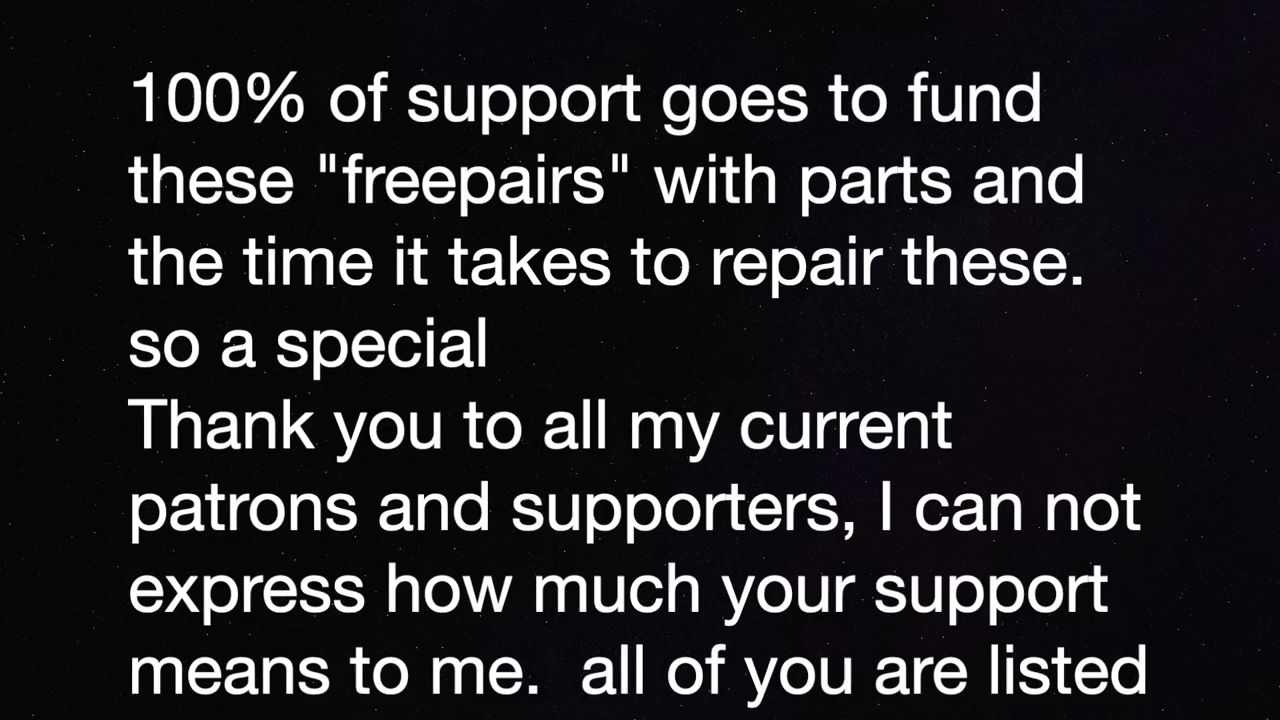 100% of support goes to fund
these "freepairs" with parts and
the time it takes to repair these.
so a special
Thank you to all my current
patrons and supporters, I can not
express how much your support
means to me.  all of you are listed